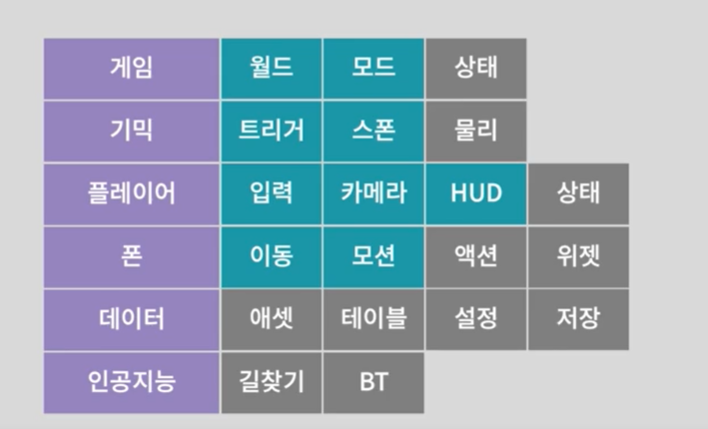 게임 월드 모드 상태
기믹 트리거 스폰 물리
플레이어 입력 카메라 HUD 상태
폰 이동 모션 액션 위젯
데이터 애셋 테이블 설정 저장
인공지능 길찾기 BT